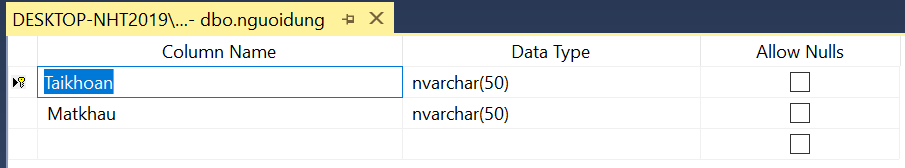 DESKTOP-NHT2019\...- dbo.nguoidung
Column Name Data Type Allow Nulls
Taikhoan nvarchar(50)
Matkhau nvarchar(50)